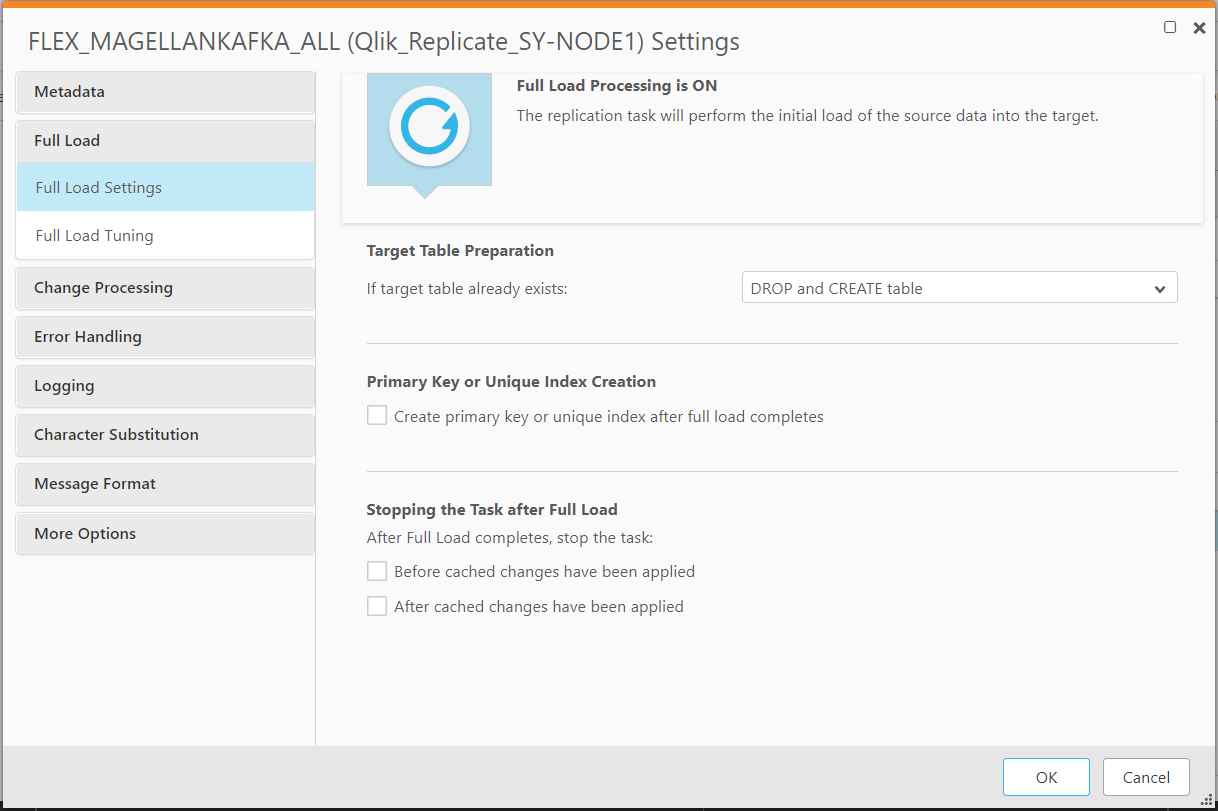 FLEX_MAGELLANKAFKA_ALL (Qlik_Replicate_SY-NODE1) Settings
Metadata
Full Load
Full Load Settings
Full Load Tuning
Change Processing
Error Handling
Logging
Character Substitution
Message Format
More Options
Full Load Processing is ON
The replication task will perform the initial load of the source data into the target.
Target Table Preparation
If target table already exists:
DROP and CREATE table
Primary Key or Unique Index Creation
Create primary key or unique index after full load completes
Stopping the Task after Full Load
After Full Load completes, stop the task:
Before cached changes have been applied
After cached changes have been applied
OK
Cancel